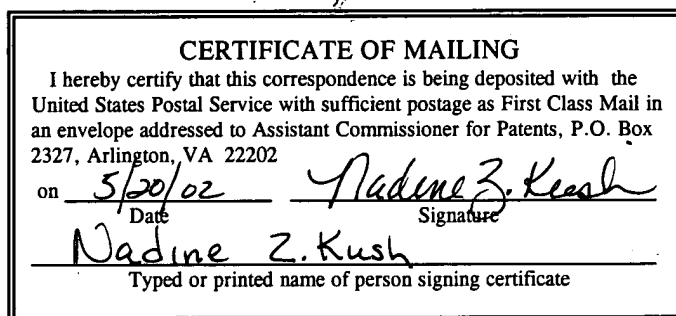 CERTIFICATE OF MAILING
I hereby certify that this correspondence is being deposited with the
United States Postal Service with sufficient postage as First Class Mail in
an envelope addressed to Assistant Commissioner for Patents, P.O. Box
2327, Arlington, VA 22202
on 5/20/02 Nadine Z. Kush
Date Signature
Nadine Z. Kush
Typed or printed name of person signing certificate